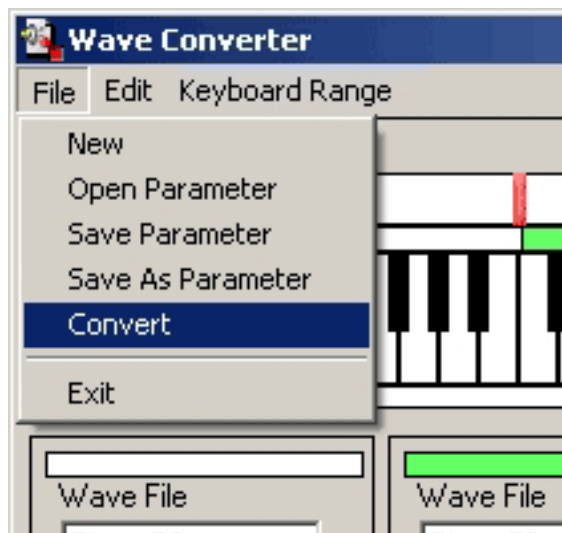 Wave Converter
File Edit Keyboard Range
New
Open Parameter
Save Parameter
Save As Parameter
Convert
Exit
Wave File Wave File